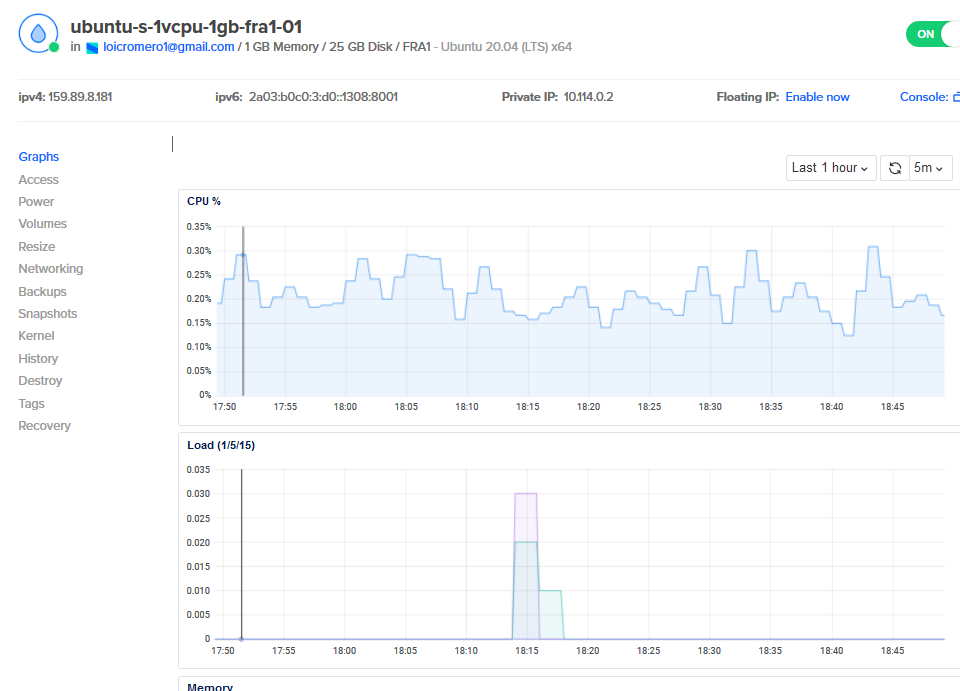 ubuntu-s-1vcpu-1gb-fra1-01
in loicromero1@gmail.com / 1 GB Memory / 25 GB Disk / FRA1 - Ubuntu 20.04 (LTS) x64
ON
ipv4: 159.89.8.181 ipv6: 2a03:b0c0:3:d0::1308:8001 Private IP: 10.114.0.2 Floating IP: Enable now Console:
Graphs
Access
Power
Volumes
Resize
Networking
Backups
Snapshots
Kernel
History
Destroy
Tags
Recovery
Last 1 hour 5m
CPU %
0.35%
0.30%
0.25%
0.20%
0.15%
0.10%
0.05%
0%
17:50 17:55 18:00 18:05 18:10 18:15 18:20 18:25 18:30 18:35 18:40 18:45
Load (1/5/15)
0.035
0.030
0.025
0.020
0.015
0.010
0.005
0
17:50 17:55 18:00 18:05 18:10 18:15 18:20 18:25 18:30 18:35 18:40 18:45
Memory